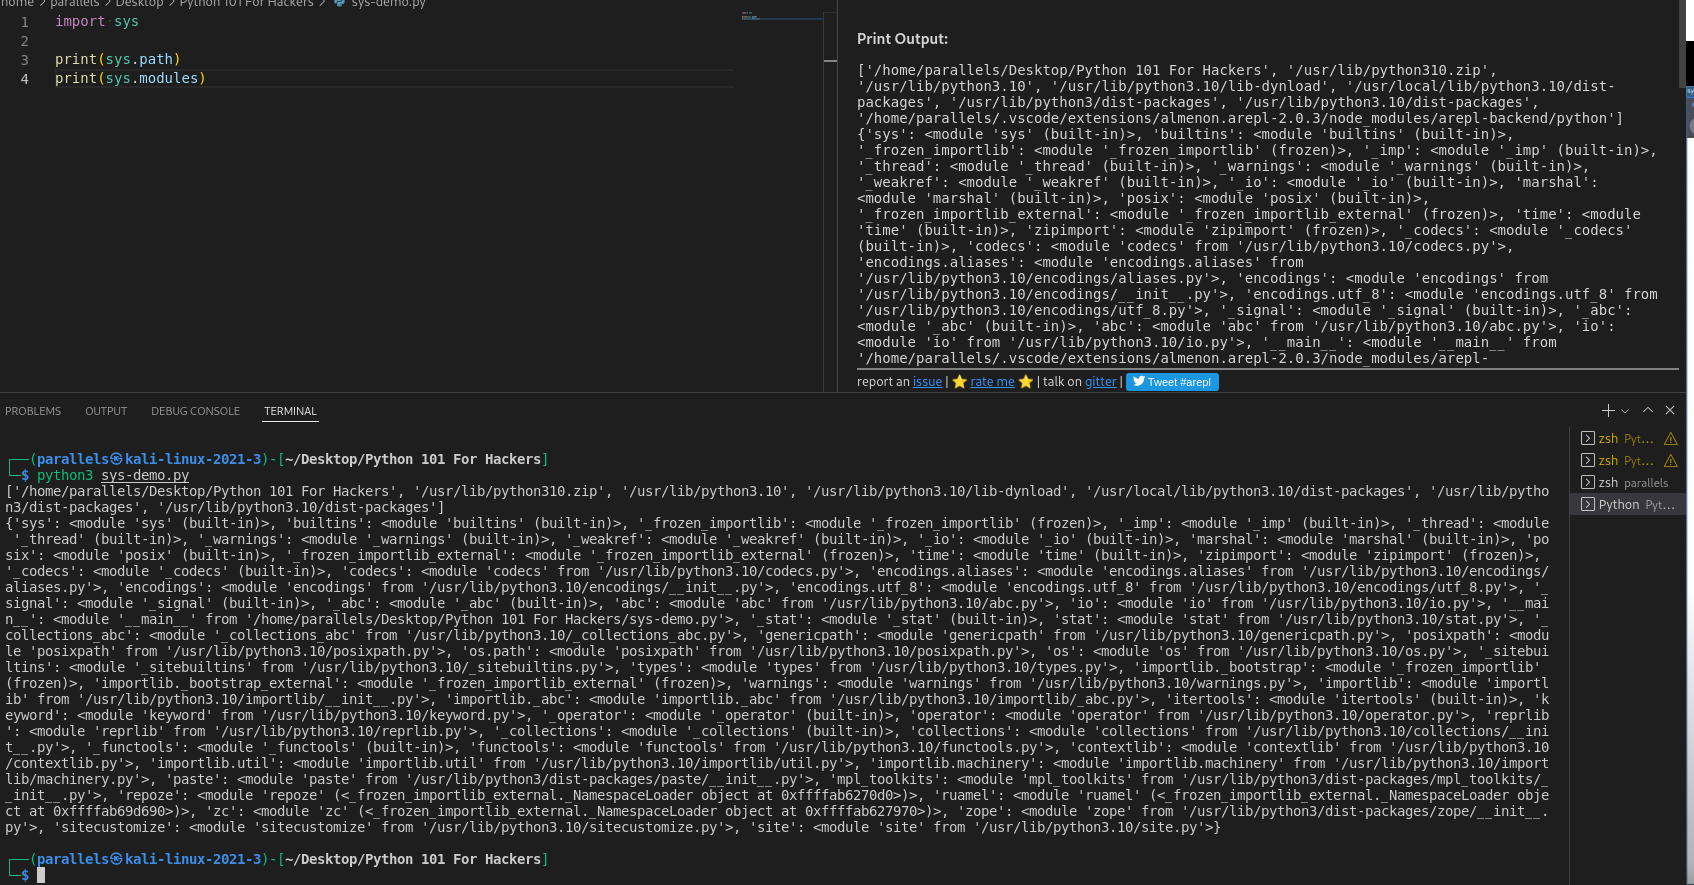 home > parallels > Desktop > Python 101 For Hackers > sys-demo.py
1 import sys
2
3 print(sys.path)
4 print(sys.modules)
Print Output:
['/home/parallels/Desktop/Python 101 For Hackers', '/usr/lib/python310.zip',
'/usr/lib/python3.10', '/usr/lib/python3.10/lib-dynload', '/usr/local/lib/python3.10/dist-
packages', '/usr/lib/python3/dist-packages', '/usr/lib/python3.10/dist-packages',
'/home/parallels/.vscode/extensions/almenon.arepl-2.0.3/node_modules/arepl-backend/python']
{'sys': <module 'sys' (built-in)>, 'builtins': <module 'builtins' (built-in)>,
'_frozen_importlib': <module '_frozen_importlib' (frozen)>, '_imp': <module '_imp' (built-in)>,
'_thread': <module '_thread' (built-in)>, '_warnings': <module '_warnings' (built-in)>,
'_weakref': <module '_weakref' (built-in)>, '_io': <module '_io' (built-in)>, 'marshal':
<module 'marshal' (built-in)>, 'posix': <module 'posix' (built-in)>,
'_frozen_importlib_external': <module '_frozen_importlib_external' (frozen)>, 'time': <module
'time' (built-in)>, 'zipimport': <module 'zipimport' (frozen)>, '_codecs': <module '_codecs'
(built-in)>, 'codecs': <module 'codecs' from '/usr/lib/python3.10/codecs.py'>,
'encodings.aliases': <module 'encodings.aliases' from
'/usr/lib/python3.10/encodings/aliases.py'>, 'encodings': <module 'encodings' from
'/usr/lib/python3.10/encodings/__init__.py'>, 'encodings.utf_8': <module 'encodings.utf_8' from
'/usr/lib/python3.10/encodings/utf_8.py'>, '_signal': <module '_signal' (built-in)>, '_abc':
<module '_abc' (built-in)>, 'abc': <module 'abc' from '/usr/lib/python3.10/abc.py'>, 'io':
<module 'io' from '/usr/lib/python3.10/io.py'>, '__main__': <module '__main__' from
'/home/parallels/.vscode/extensions/almenon.arepl-2.0.3/node_modules/arepl-
report an issue | ⭐ rate me ⭐ | talk on gitter | Tweet #arepl
PROBLEMS OUTPUT DEBUG CONSOLE TERMINAL
┌──(parallels㉿kali-linux-2021-3)-[~/Desktop/Python 101 For Hackers]
└─$ python3 sys-demo.py
['/home/parallels/Desktop/Python 101 For Hackers', '/usr/lib/python310.zip', '/usr/lib/python3.10', '/usr/lib/python3.10/lib-dynload', '/usr/local/lib/python3.10/dist-packages', '/usr/lib/pytho
n3/dist-packages', '/usr/lib/python3.10/dist-packages']
{'sys': <module 'sys' (built-in)>, 'builtins': <module 'builtins' (built-in)>, '_frozen_importlib': <module '_frozen_importlib' (frozen)>, '_imp': <module '_imp' (built-in)>, '_thread': <module
 '_thread' (built-in)>, '_warnings': <module '_warnings' (built-in)>, '_weakref': <module '_weakref' (built-in)>, '_io': <module '_io' (built-in)>, 'marshal': <module 'marshal' (built-in)>, 'po
six': <module 'posix' (built-in)>, '_frozen_importlib_external': <module '_frozen_importlib_external' (frozen)>, 'time': <module 'time' (built-in)>, 'zipimport': <module 'zipimport' (frozen)>,
'_codecs': <module '_codecs' (built-in)>, 'codecs': <module 'codecs' from '/usr/lib/python3.10/codecs.py'>, 'encodings.aliases': <module 'encodings.aliases' from '/usr/lib/python3.10/encodings/
aliases.py'>, 'encodings': <module 'encodings' from '/usr/lib/python3.10/encodings/__init__.py'>, 'encodings.utf_8': <module 'encodings.utf_8' from '/usr/lib/python3.10/encodings/utf_8.py'>, '_
signal': <module '_signal' (built-in)>, '_abc': <module '_abc' (built-in)>, 'abc': <module 'abc' from '/usr/lib/python3.10/abc.py'>, 'io': <module 'io' from '/usr/lib/python3.10/io.py'>, '__mai
n__': <module '__main__' from '/home/parallels/Desktop/Python 101 For Hackers/sys-demo.py'>, '_stat': <module '_stat' (built-in)>, 'stat': <module 'stat' from '/usr/lib/python3.10/stat.py'>, '_
collections_abc': <module '_collections_abc' from '/usr/lib/python3.10/_collections_abc.py'>, 'genericpath': <module 'genericpath' from '/usr/lib/python3.10/genericpath.py'>, 'posixpath': <modu
le 'posixpath' from '/usr/lib/python3.10/posixpath.py'>, 'os.path': <module 'posixpath' from '/usr/lib/python3.10/posixpath.py'>, 'os': <module 'os' from '/usr/lib/python3.10/os.py'>, '_sitebui
ltins': <module '_sitebuiltins' from '/usr/lib/python3.10/_sitebuiltins.py'>, 'types': <module 'types' from '/usr/lib/python3.10/types.py'>, 'importlib._bootstrap': <module '_frozen_importlib'
(frozen)>, 'importlib._bootstrap_external': <module '_frozen_importlib_external' (frozen)>, 'warnings': <module 'warnings' from '/usr/lib/python3.10/warnings.py'>, 'importlib': <module 'importl
ib' from '/usr/lib/python3.10/importlib/__init__.py'>, 'importlib._abc': <module 'importlib._abc' from '/usr/lib/python3.10/importlib/_abc.py'>, 'itertools': <module 'itertools' (built-in)>, 'k
eyword': <module 'keyword' from '/usr/lib/python3.10/keyword.py'>, '_operator': <module '_operator' (built-in)>, 'operator': <module 'operator' from '/usr/lib/python3.10/operator.py'>, 'reprlib
': <module 'reprlib' from '/usr/lib/python3.10/reprlib.py'>, '_collections': <module '_collections' (built-in)>, 'collections': <module 'collections' from '/usr/lib/python3.10/collections/__ini
t__.py'>, '_functools': <module '_functools' (built-in)>, 'functools': <module 'functools' from '/usr/lib/python3.10/functools.py'>, 'contextlib': <module 'contextlib' from '/usr/lib/python3.10
/contextlib.py'>, 'importlib.util': <module 'importlib.util' from '/usr/lib/python3.10/importlib/util.py'>, 'importlib.machinery': <module 'importlib.machinery' from '/usr/lib/python3.10/import
lib/machinery.py'>, 'paste': <module 'paste' from '/usr/lib/python3/dist-packages/paste/__init__.py'>, 'mpl_toolkits': <module 'mpl_toolkits' from '/usr/lib/python3/dist-packages/mpl_toolkits/_
_init__.py'>, 'repoze': <module 'repoze' (<_frozen_importlib_external._NamespaceLoader object at 0xffffab6270d0>)>, 'ruamel': <module 'ruamel' (<_frozen_importlib_external._NamespaceLoader obje
ct at 0xffffab69d690>)>, 'zc': <module 'zc' (<_frozen_importlib_external._NamespaceLoader object at 0xffffab627970>)>, 'zope': <module 'zope' from '/usr/lib/python3/dist-packages/zope/__init__.
py'>, 'sitecustomize': <module 'sitecustomize' from '/usr/lib/python3.10/sitecustomize.py'>, 'site': <module 'site' from '/usr/lib/python3.10/site.py'>}
┌──(parallels㉿kali-linux-2021-3)-[~/Desktop/Python 101 For Hackers]
└─$
zsh Pyt...
zsh Pyt...
zsh parallels
Python Pyt...